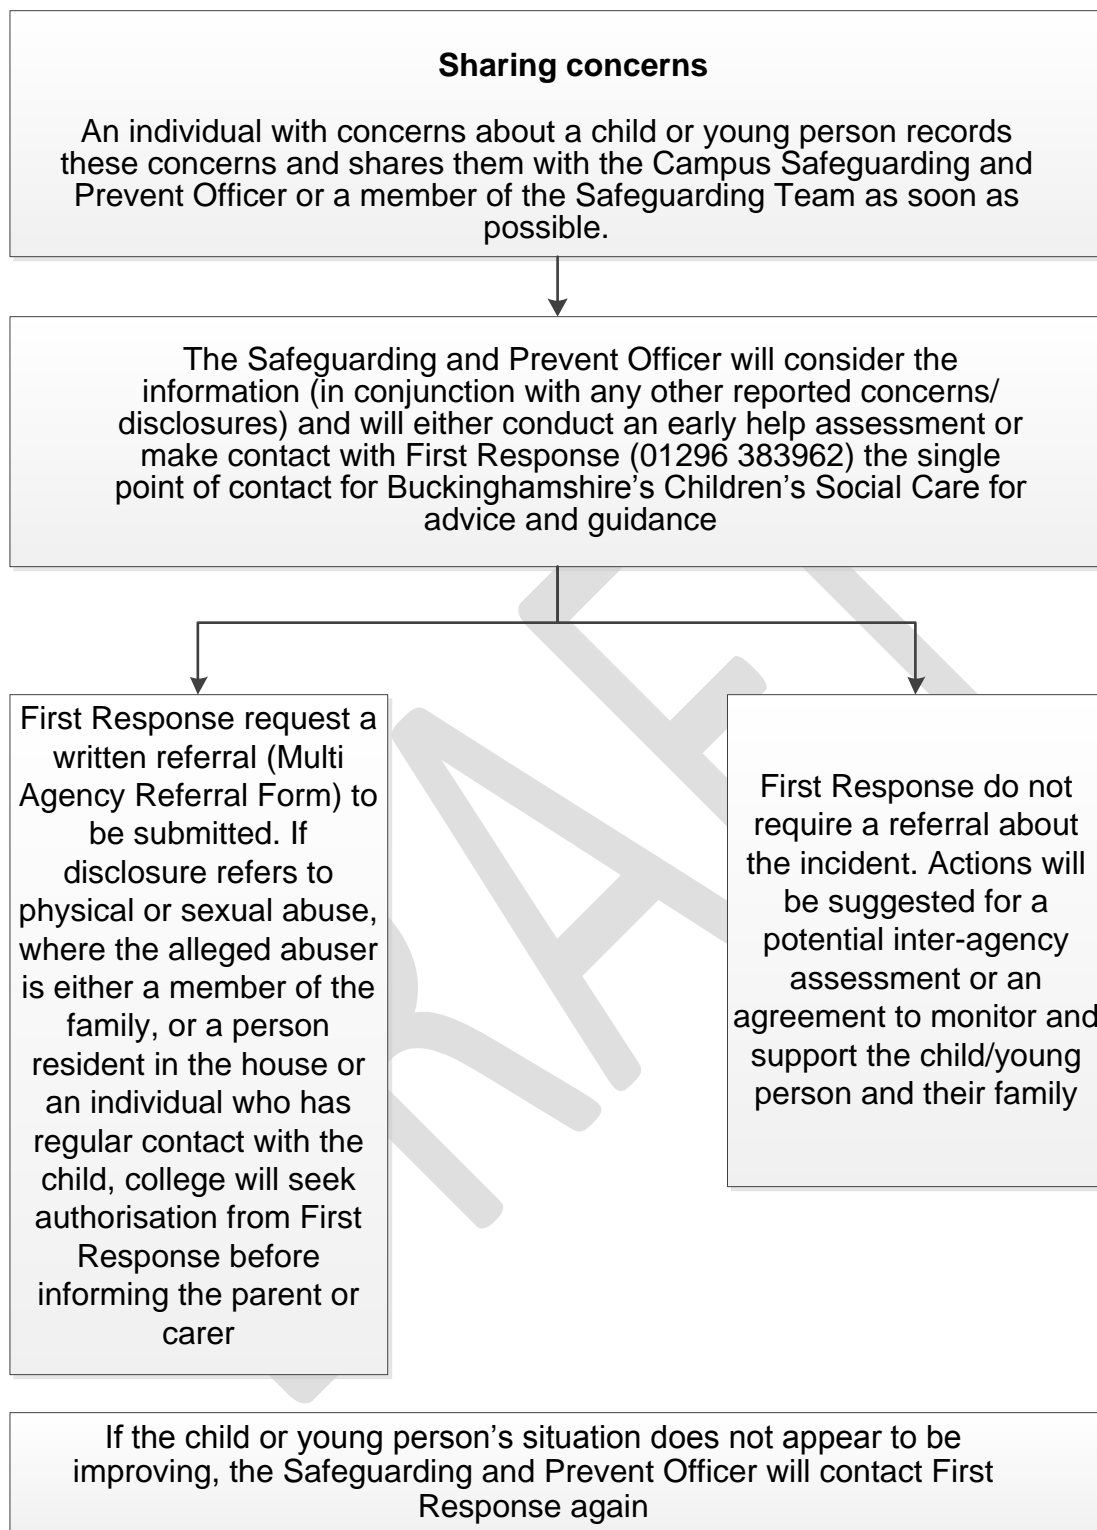 Sharing concerns
An individual with concerns about a child or young person records
these concerns and shares them with the Campus Safeguarding and
Prevent Officer or a member of the Safeguarding Team as soon as
possible.
The Safeguarding and Prevent Officer will consider the
information (in conjunction with any other reported concerns/
disclosures) and will either conduct an early help assessment or
make contact with First Response (01296 383962) the single
point of contact for Buckinghamshire’s Children’s Social Care for
advice and guidance
First Response request a
written referral (Multi
Agency Referral Form) to
be submitted. If
disclosure refers to
physical or sexual abuse,
where the alleged abuser
is either a member of the
family, or a person
resident in the house or
an individual who has
regular contact with the
child, college will seek
authorisation from First
Response before
informing the parent or
carer
First Response do not
require a referral about
the incident. Actions will
be suggested for a
potential inter-agency
assessment or an
agreement to monitor and
support the child/young
person and their family
If the child or young person’s situation does not appear to be
improving, the Safeguarding and Prevent Officer will contact First
Response again
DRAFT